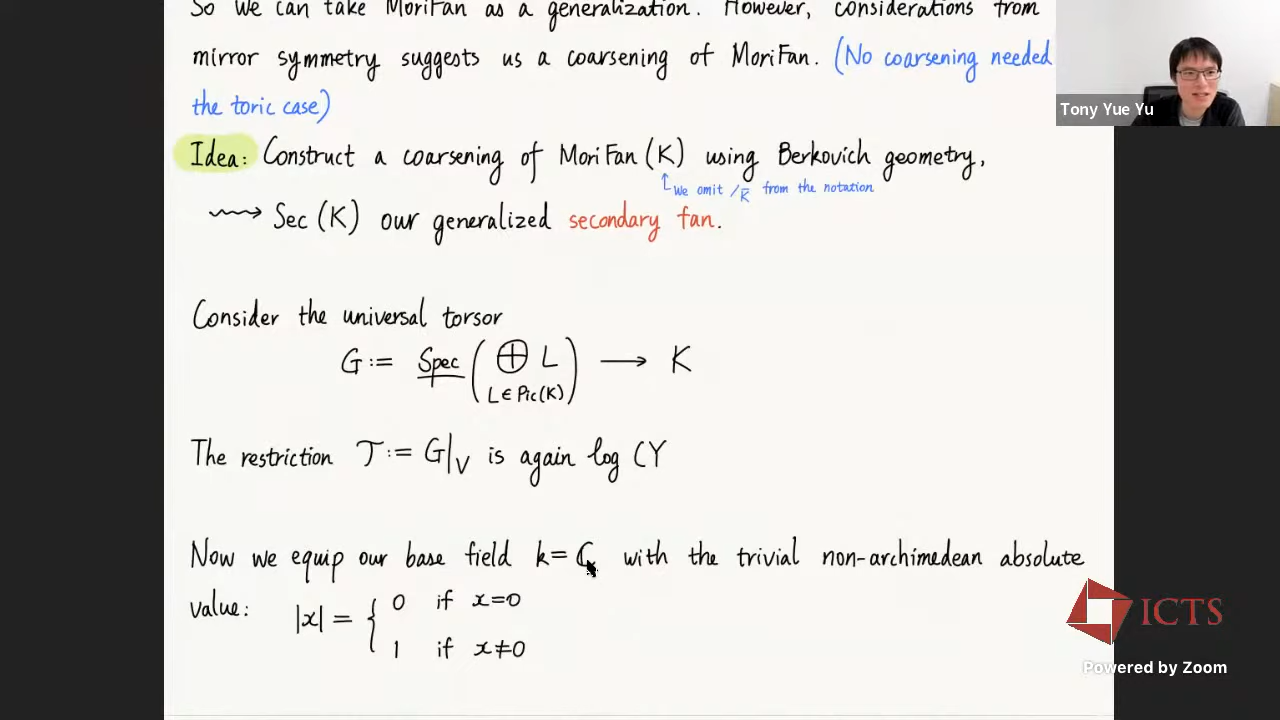 So we can take MoriFan as a generalization. However, considerations from
mirror symmetry suggests us a coarsening of MoriFan. (No coarsening needed
the toric case)
Idea: Construct a coarsening of MoriFan (K) using Berkovich geometry,
↑ we omit /K̅ from the notation
⇝ Sec (K) our generalized secondary fan.
Consider the universal torsor
G := Spec ( ⊕ L ) ⟶ K
L ∈ Pic(K)
The restriction 𝒯 := G|_V is again log CY
Now we equip our base field k = ℂ with the trivial non-archimedean absolute
value: |x| = { 0 if x=0
1 if x≠0
Tony Yue Yu
ICTS
Powered by Zoom